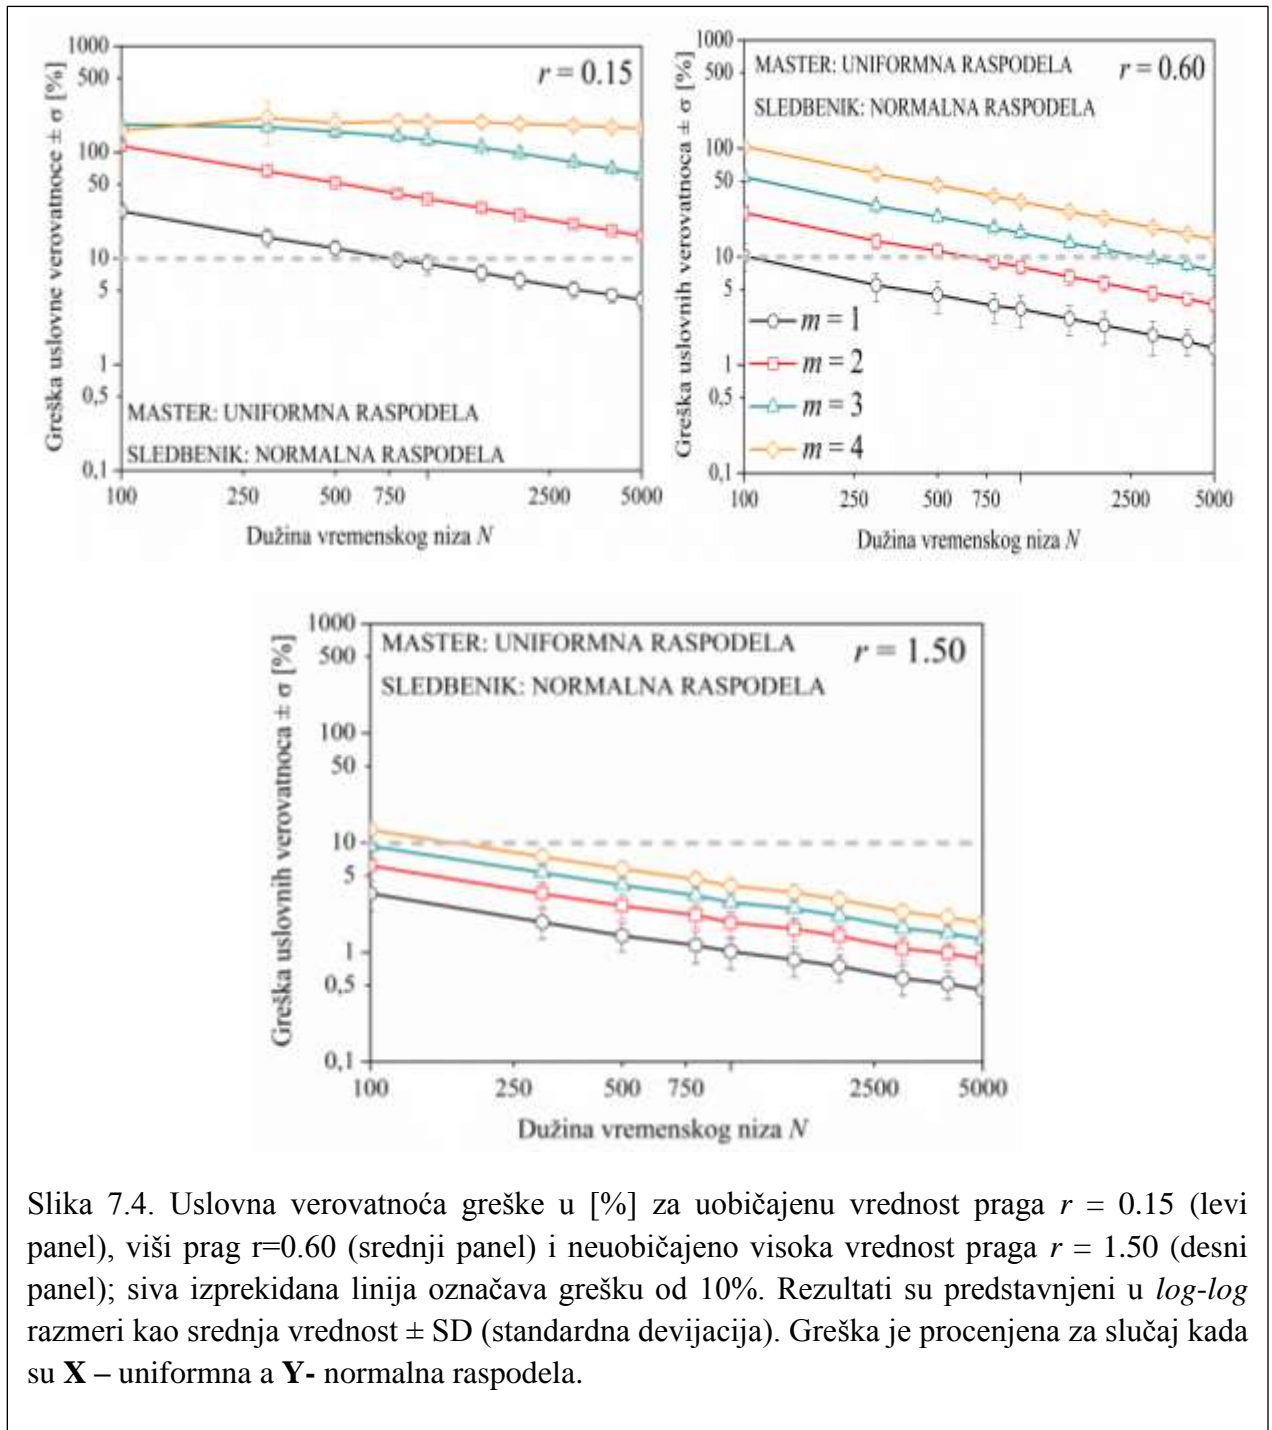 1000
500
100
50
10
5
1
0,5
0,1
Greška uslovne verovatnoce ± σ [%]
r = 0.15
MASTER: UNIFORMNA RASPODELA
SLEDBENIK: NORMALNA RASPODELA
100 250 500 750 2500 5000
Dužina vremenskog niza N
1000
500
100
50
10
5
1
0,5
0,1
Greška uslovnih verovatnoca ± σ [%]
MASTER: UNIFORMNA RASPODELA
r = 0.60
SLEDBENIK: NORMALNA RASPODELA
m = 1
m = 2
m = 3
m = 4
100 250 500 750 2500 5000
Dužina vremenskog niza N
1000
500
100
50
10
5
1
0,5
0,1
Greška uslovnih verovatnoca ± σ [%]
MASTER: UNIFORMNA RASPODELA
r = 1.50
SLEDBENIK: NORMALNA RASPODELA
100 250 500 750 2500 5000
Dužina vremenskog niza N
Slika 7.4. Uslovna verovatnoća greške u [%] za uobičajenu vrednost praga r = 0.15 (levi
panel), viši prag r=0.60 (srednji panel) i neuobičajeno visoka vrednost praga r = 1.50 (desni
panel); siva izprekidana linija označava grešku od 10%. Rezultati su predstavnjeni u log-log
razmeri kao srednja vrednost ± SD (standardna devijacija). Greška je procenjena za slučaj kada
su X – uniformna a Y- normalna raspodela.